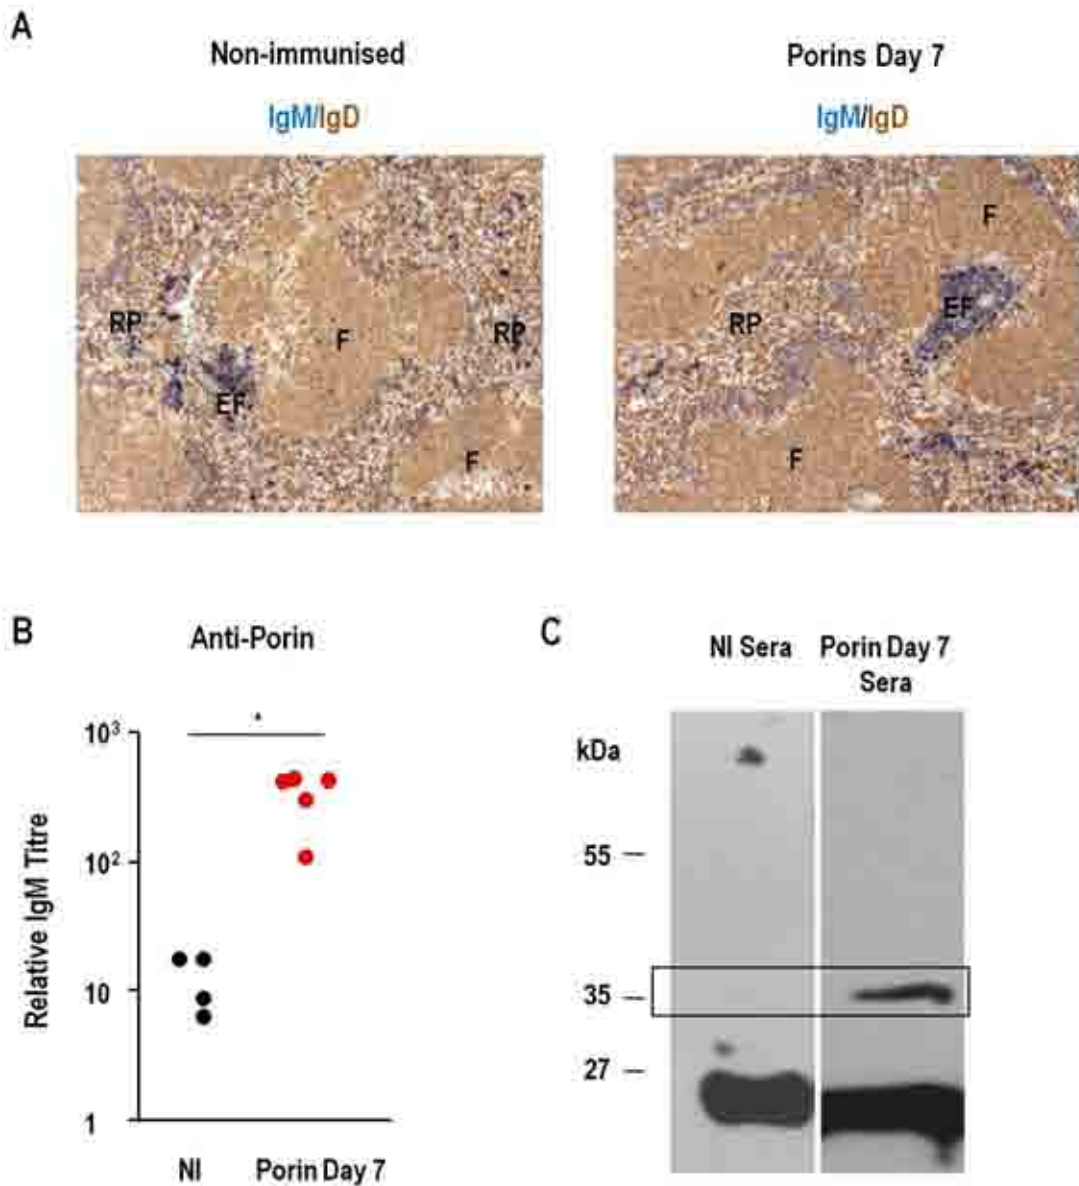 A
Non-immunised
IgM/IgD
RP
EF
F
RP
F
Porins Day 7
IgM/IgD
F
EF
RP
F
B
Anti-Porin
*
Relative IgM Titre
10³
10²
10
1
NI
Porin Day 7
C
NI Sera
Porin Day 7
Sera
kDa
55
35
27